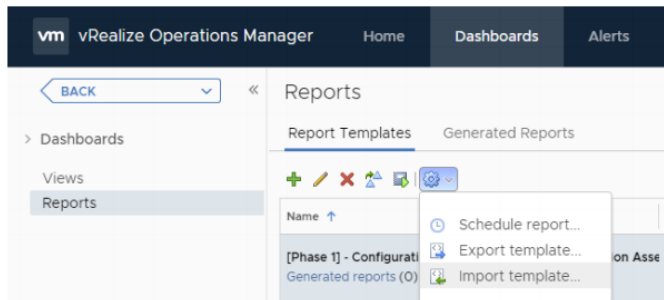 vm vRealize Operations Manager Home Dashboards Alerts
BACK
«
Reports
> Dashboards
Report Templates Generated Reports
Views
Reports
Name ↑
Schedule report...
Export template...
[Phase 1] - Configurati
on Asse
Generated reports (0)
Import template...